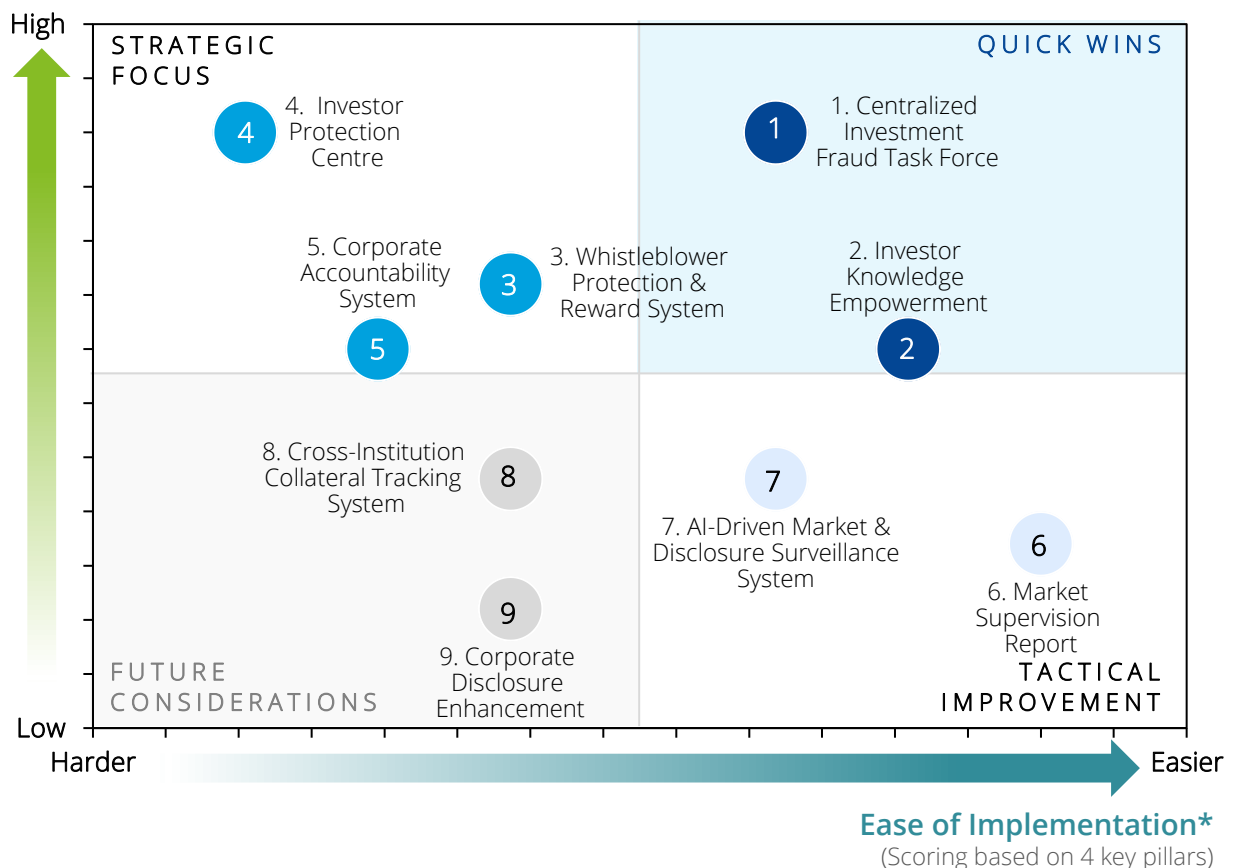 High
STRATEGIC
FOCUS
QUICK WINS
4
4. Investor
Protection
Centre
1
1. Centralized
Investment
Fraud Task Force
5. Corporate
Accountability
System
5
3
3. Whistleblower
Protection &
Reward System
2. Investor
Knowledge
Empowerment
2
8. Cross-Institution
Collateral Tracking
System
8
7
7. AI-Driven Market &
Disclosure Surveillance
System
6
6. Market
Supervision
Report
9
9. Corporate
Disclosure
Enhancement
FUTURE
CONSIDERATIONS
TACTICAL
IMPROVEMENT
Low
Harder
Easier
Ease of Implementation*
(Scoring based on 4 key pillars)